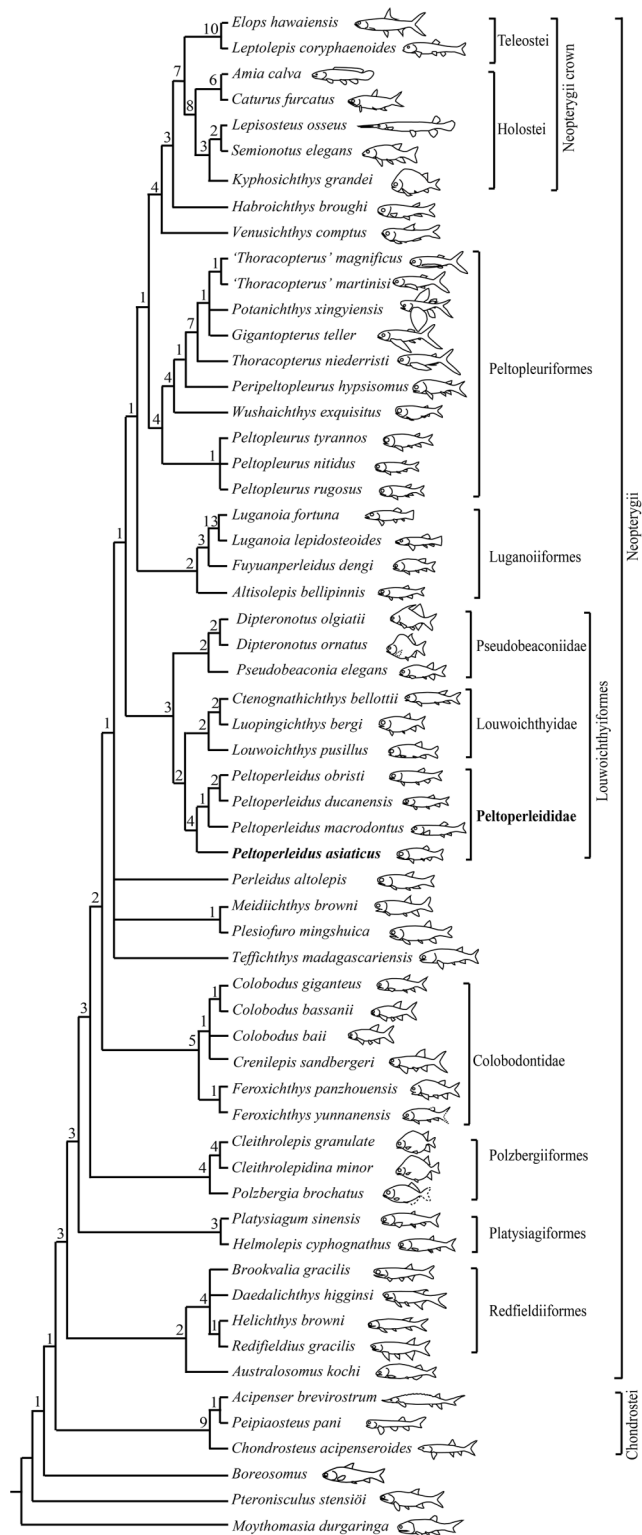 Elops hawaiensis
Leptolepis coryphaenoides
Amia calva
Caturus furcatus
Lepisosteus osseus
Semionotus elegans
Kyphosichthys grandei
Habroichthys broughi
Venusichthys comptus
‘Thoracopterus’ magnificus
‘Thoracopterus’ martinisi
Potanichthys xingyiensis
Gigantopterus teller
Thoracopterus niederristi
Peripeltopleurus hypsisomus
Wushaichthys exquisitus
Peltopleurus tyrannos
Peltopleurus nitidus
Peltopleurus rugosus
Luganoia fortuna
Luganoia lepidosteoides
Fuyuanperleidus dengi
Altisolepis bellipinnis
Dipteronotus olgiatii
Dipteronotus ornatus
Pseudobeaconia elegans
Ctenognathichthys bellottii
Luopingichthys bergi
Louwoichthys pusillus
Peltoperleidus obristi
Peltoperleidus ducanensis
Peltoperleidus macrodontus
Peltoperleidus asiaticus
Perleidus altolepis
Meidiichthys browni
Plesiofuro mingshuica
Teffichthys madagascariensis
Colobodus giganteus
Colobodus bassanii
Colobodus baii
Crenilepis sandbergeri
Feroxichthys panzhouensis
Feroxichthys yunnanensis
Cleithrolepis granulate
Cleithrolepidina minor
Polzbergia brochatus
Platysiagum sinensis
Helmolepis cyphognathus
Brookvalia gracilis
Daedalichthys higginsi
Helichthys browni
Redifieldius gracilis
Australosomus kochi
Acipenser brevirostrum
Peipiaosteus pani
Chondrosteus acipenseroides
Boreosomus
Pteronisculus stensiöi
Moythomasia durgaringa
Teleostei
Holostei
Neopterygii crown
Peltopleuriformes
Luganoiiformes
Pseudobeaconiidae
Louwoichthyidae
Peltoperleididae
Louwoichthyiformes
Colobodontidae
Polzbergiiformes
Platysiagiformes
Redfieldiiformes
Neopterygii
Chondrostei
10
7
6
8
2
3
3
4
1
1
1
7
1
4
4
1
13
3
2
1
2
2
3
2
2
2
2
1
4
1
1
2
1
1
5
1
3
4
4
3
3
3
4
1
2
1
1
9
1